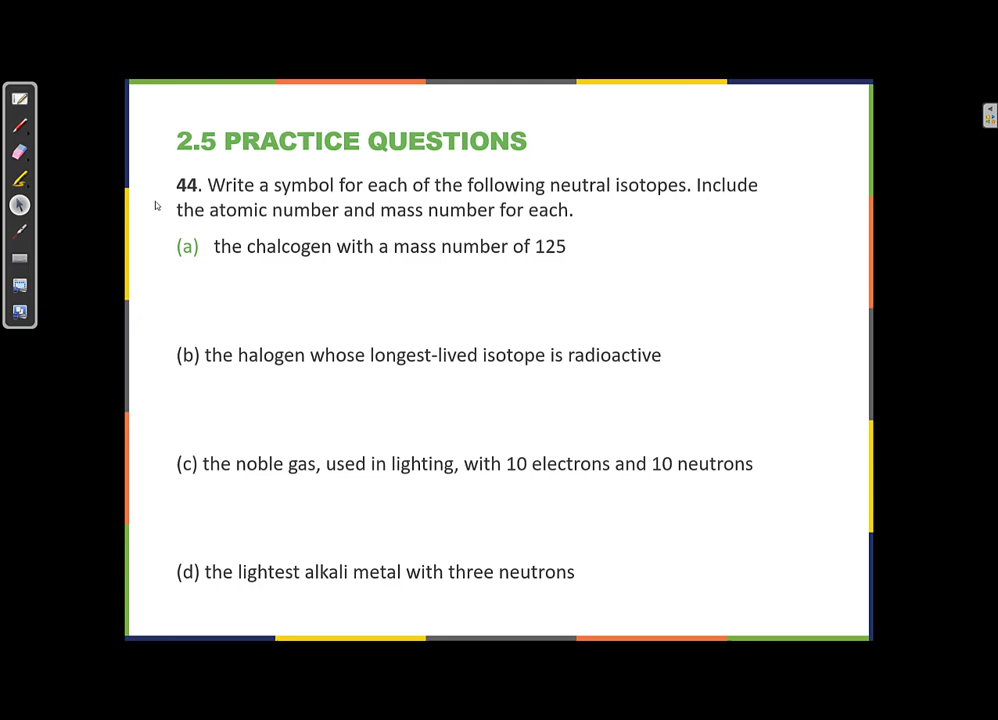 2.5 PRACTICE QUESTIONS
44. Write a symbol for each of the following neutral isotopes. Include
the atomic number and mass number for each.
(a) the chalcogen with a mass number of 125
(b) the halogen whose longest-lived isotope is radioactive
(c) the noble gas, used in lighting, with 10 electrons and 10 neutrons
(d) the lightest alkali metal with three neutrons